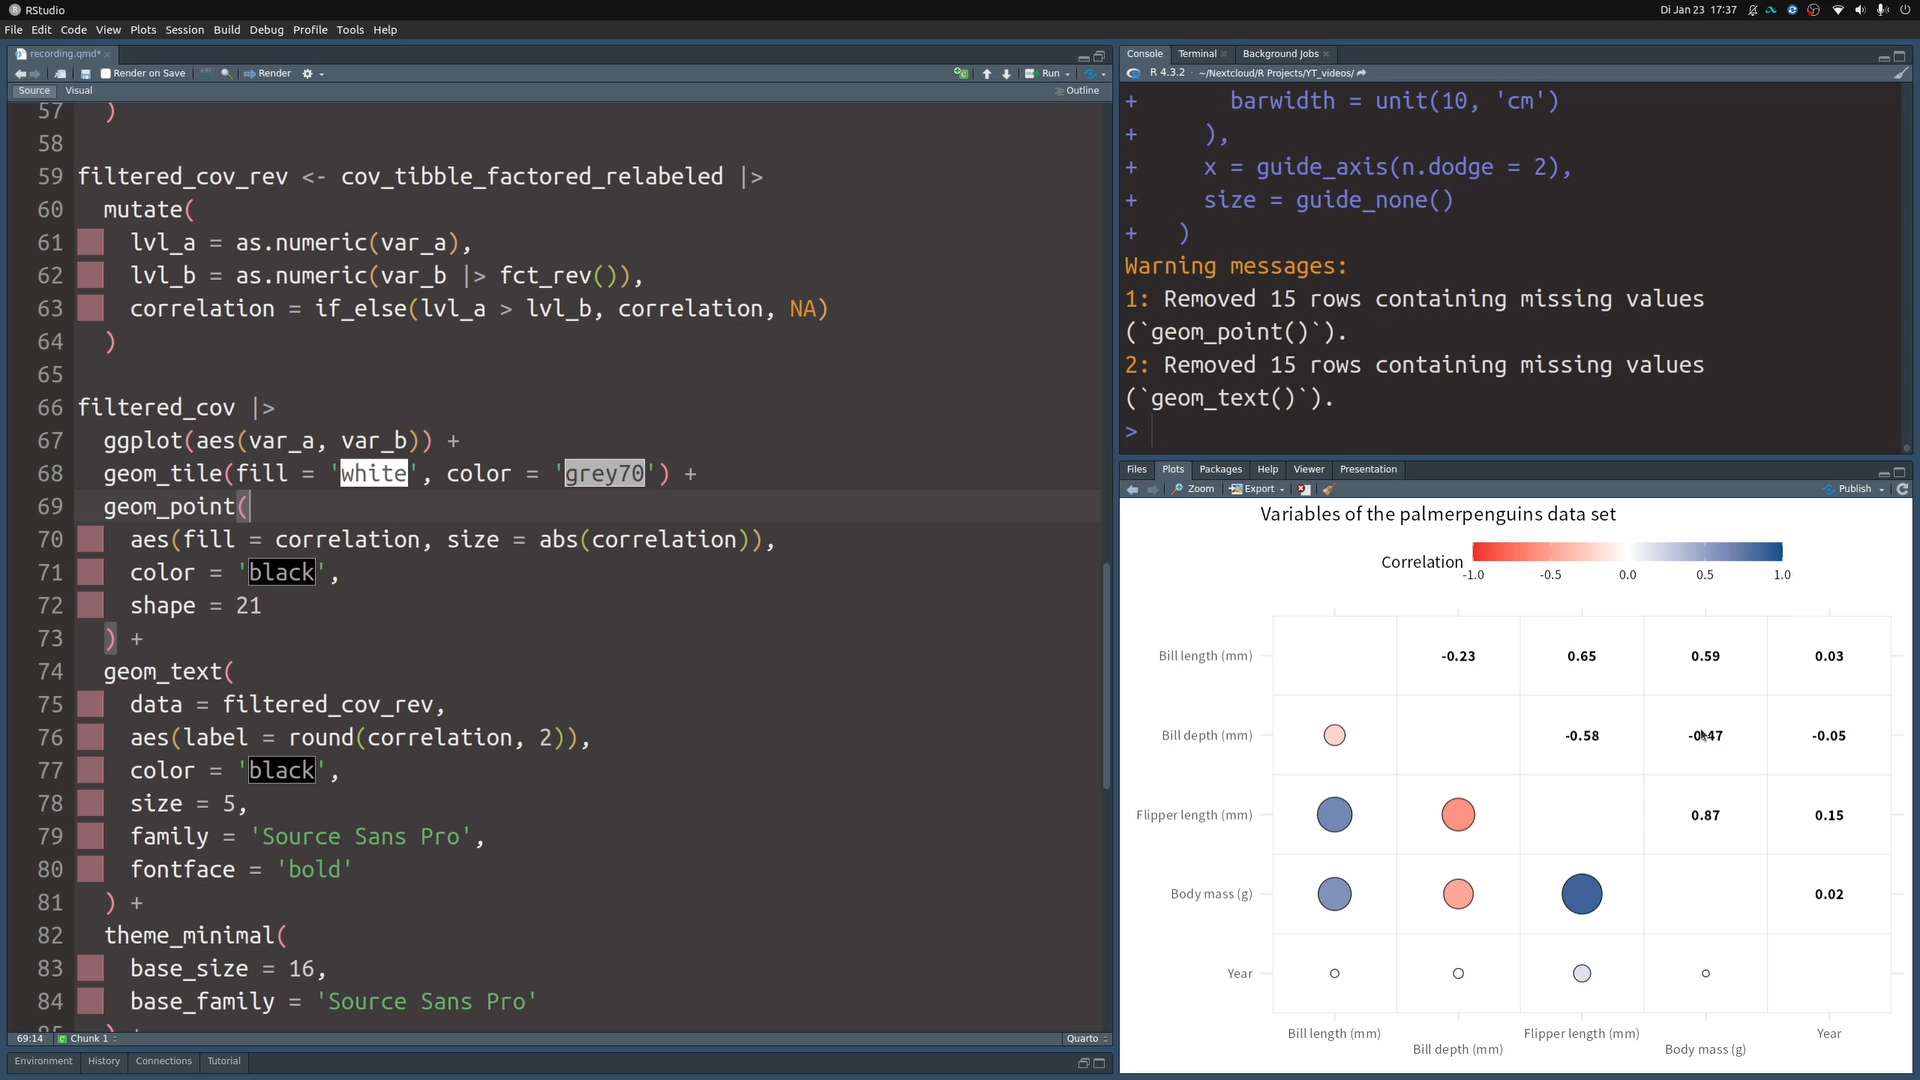 RStudio
Di Jan 23 17:37
File Edit Code View Plots Session Build Debug Profile Tools Help
recording.qmd*
Render on Save
Render
Run
Source Visual
Outline
57 )
58
59 filtered_cov_rev <- cov_tibble_factored_relabeled |>
60 mutate(
61 lvl_a = as.numeric(var_a),
62 lvl_b = as.numeric(var_b |> fct_rev()),
63 correlation = if_else(lvl_a > lvl_b, correlation, NA)
64 )
65
66 filtered_cov |>
67 ggplot(aes(var_a, var_b)) +
68 geom_tile(fill = 'white', color = 'grey70') +
69 geom_point(
70 aes(fill = correlation, size = abs(correlation)),
71 color = 'black',
72 shape = 21
73 ) +
74 geom_text(
75 data = filtered_cov_rev,
76 aes(label = round(correlation, 2)),
77 color = 'black',
78 size = 5,
79 family = 'Source Sans Pro',
80 fontface = 'bold'
81 ) +
82 theme_minimal(
83 base_size = 16,
84 base_family = 'Source Sans Pro'
85 ) +
69:14 Chunk 1 Quarto
Environment History Connections Tutorial
Console Terminal Background Jobs
R 4.3.2 · ~/Nextcloud/R Projects/YT_videos/
+ barwidth = unit(10, 'cm')
+ ),
+ x = guide_axis(n.dodge = 2),
+ size = guide_none()
+ )
Warning messages:
1: Removed 15 rows containing missing values
(`geom_point()`).
2: Removed 15 rows containing missing values
(`geom_text()`).
>
Files Plots Packages Help Viewer Presentation
Zoom Export Publish
Variables of the palmerpenguins data set
Correlation
-1.0 -0.5 0.0 0.5 1.0
Bill length (mm) -0.23 0.65 0.59 0.03
Bill depth (mm) -0.58 -0.47 -0.05
Flipper length (mm) 0.87 0.15
Body mass (g) 0.02
Year
Bill length (mm) Flipper length (mm) Year
Bill depth (mm) Body mass (g)